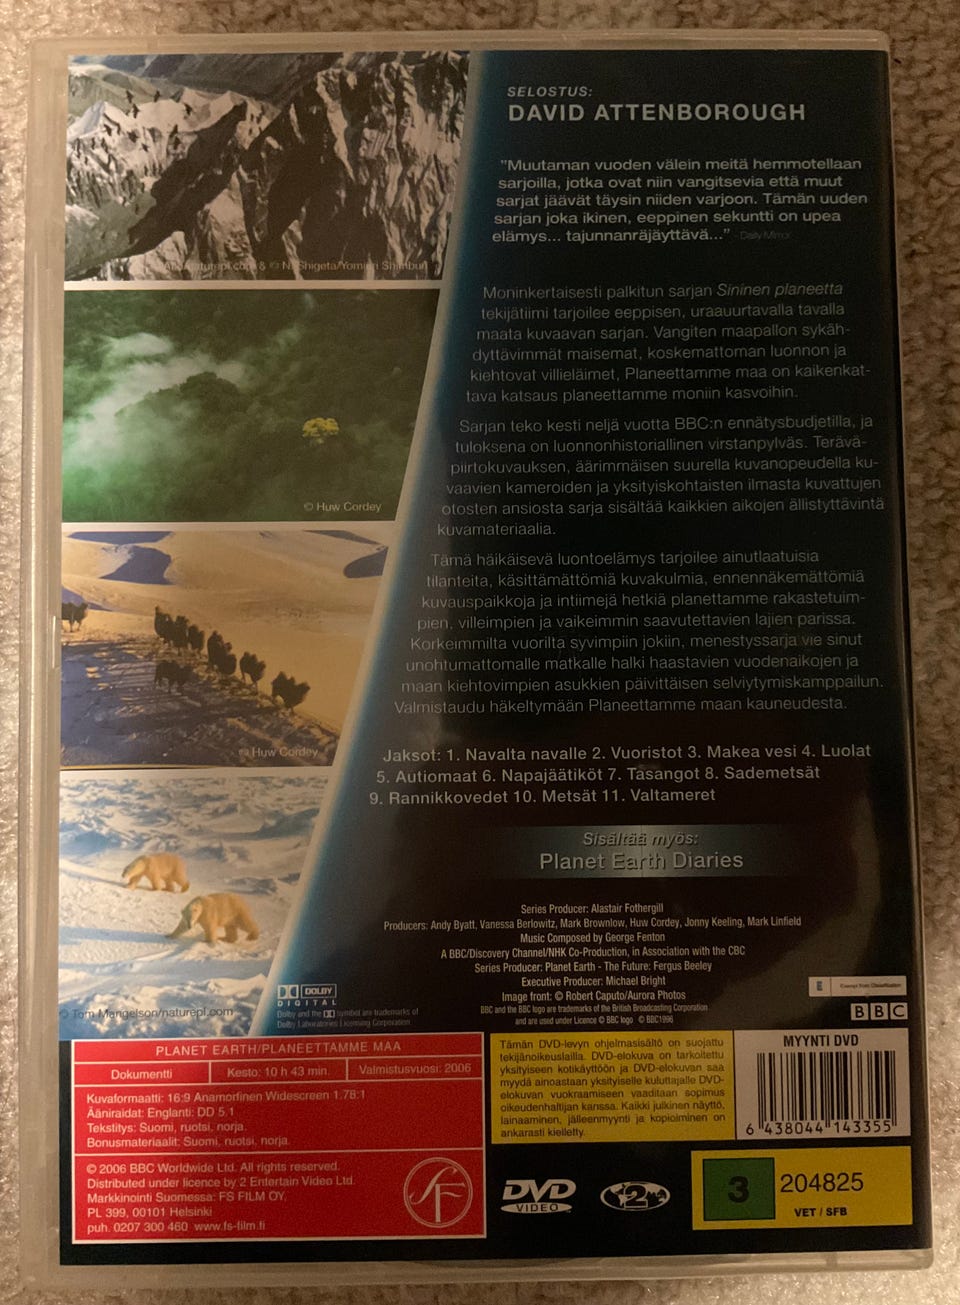 SELOSTUS:
DAVID ATTENBOROUGH
"Muutaman vuoden välein meitä hemmotellaan
sarjoilla, jotka ovat niin vangitsevia että muut
sarjat jäävät täysin niiden varjoon. Tämän uuden
sarjan joka ikinen, eeppinen sekuntti on upea
elämys... tajunnanräjäyttävä..." - Daily Mirror
naturepl.com & © N. Shigeta/Yomiuri Shimbun
Moninkertaisesti palkitun sarjan Sininen planeetta
tekijätiimi tarjoilee eeppisen, uraauurtavalla tavalla
maata kuvaavan sarjan. Vangiten maapallon sykäh-
dyttävimmät maisemat, koskemattoman luonnon ja
kiehtovat villieläimet, Planeettamme maa on kaikenkat-
tava katsaus planeettamme moniin kasvoihin.
Sarjan teko kesti neljä vuotta BBC:n ennätysbudjetilla, ja
tuloksena on luonnonhistoriallinen virstanpylväs. Terävä-
piirtokuvauksen, äärimmäisen suurella kuvanopeudella ku-
vaavien kameroiden ja yksityiskohtaisten ilmasta kuvattujen
otosten ansiosta sarja sisältää kaikkien aikojen ällistyttävintä
kuvamateriaalia.
© Huw Cordey
Tämä häikäisevä luontoelämys tarjoilee ainutlaatuisia
tilanteita, käsittämättömiä kuvakulmia, ennennäkemättömiä
kuvauspaikkoja ja intiimejä hetkiä planettamme rakastetuim-
pien, villeimpien ja vaikeimmin saavutettavien lajien parissa.
Korkeimmilta vuorilta syvimpiin jokiin, menestyssarja vie sinut
unohtumattomalle matkalle halki haastavien vuodenaikojen ja
maan kiehtovimpien asukkien päivittäisen selviytymiskamppailun.
Valmistaudu häkeltymään Planeettamme maan kauneudesta.
© Huw Cordey
Jaksot: 1. Navalta navalle 2. Vuoristot 3. Makea vesi 4. Luolat
5. Autiomaat 6. Napajäätiköt 7. Tasangot 8. Sademetsät
9. Rannikkovedet 10. Metsät 11. Valtameret
Sisältää myös:
Planet Earth Diaries
Series Producer: Alastair Fothergill
Producers: Andy Byatt, Vanessa Berlowitz, Mark Brownlow, Huw Cordey, Jonny Keeling, Mark Linfield
Music Composed by George Fenton
A BBC/Discovery Channel/NHK Co-Production, in Association with the CBC
Series Producer: Planet Earth - The Future: Fergus Beeley
Executive Producer: Michael Bright
Image front: © Robert Caputo/Aurora Photos
BBC and the BBC logo are trademarks of the British Broadcasting Corporation
and are used under Licence © BBC logo © BBC1996
E Exempt from Classification
BBC
© Tom Mangelson/naturepl.com
DOLBY
DIGITAL
Dolby and the symbol are trademarks of
Dolby Laboratories Licensing Corporation
PLANET EARTH/PLANEETTAMME MAA
Dokumentti Kesto: 10 h 43 min. Valmistusvuosi: 2006
Kuvaformaatti: 16:9 Anamorfinen Widescreen 1.78:1
Ääniraidat: Englanti: DD 5.1
Tekstitys: Suomi, ruotsi, norja.
Bonusmateriaalit: Suomi, ruotsi, norja.
© 2006 BBC Worldwide Ltd. All rights reserved.
Distributed under licence by 2 Entertain Video Ltd.
Markkinointi Suomessa: FS FILM OY.
PL 399, 00101 Helsinki
puh. 0207 300 460 www.fs-film.fi
SF
Tämän DVD-levyn ohjelmasisältö on suojattu
tekijänoikeuslailla. DVD-elokuva on tarkoitettu
yksityiseen kotikäyttöön ja DVD-elokuvan saa
myydä ainoastaan yksityiselle kuluttajalle DVD-
elokuvan vuokraamiseen vaaditaan sopimus
oikeudenhaltijan kanssa. Kaikki julkinen näyttö,
lainaaminen, jälleenmyynti ja kopioiminen on
ankarasti kielletty.
MYYNTI DVD
6 438044 143355
DVD
VIDEO
2
3
204825
VET / SFB